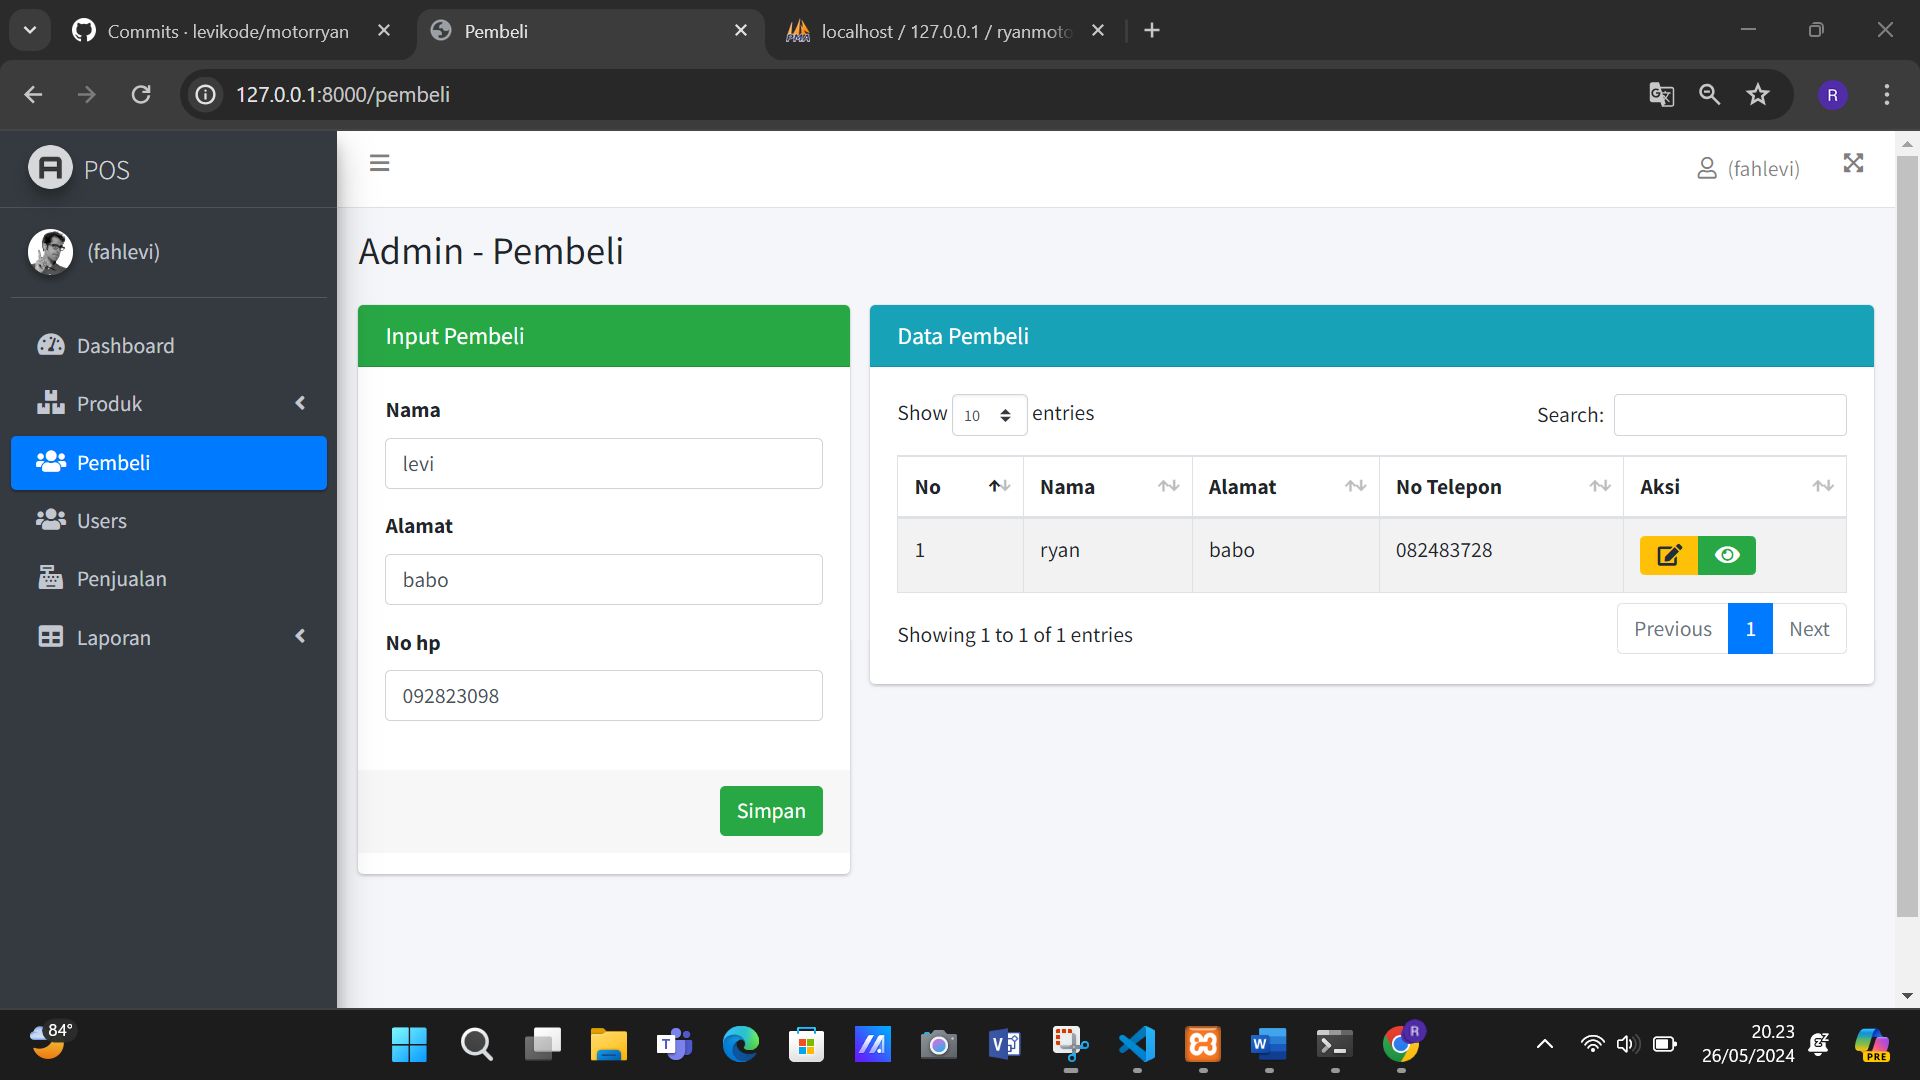 Commits · levikode/motorryan
Pembeli
localhost / 127.0.0.1 / ryanmoto
127.0.0.1:8000/pembeli
R
POS
(fahlevi)
(fahlevi)
Dashboard
Produk
Pembeli
Users
Penjualan
Laporan
Admin - Pembeli
Input Pembeli
Nama
levi
Alamat
babo
No hp
092823098
Simpan
Data Pembeli
Show 10 entries
Search:
No Nama Alamat No Telepon Aksi
1 ryan babo 082483728
Showing 1 to 1 of 1 entries
Previous 1 Next
84°
20.23
26/05/2024
PRE